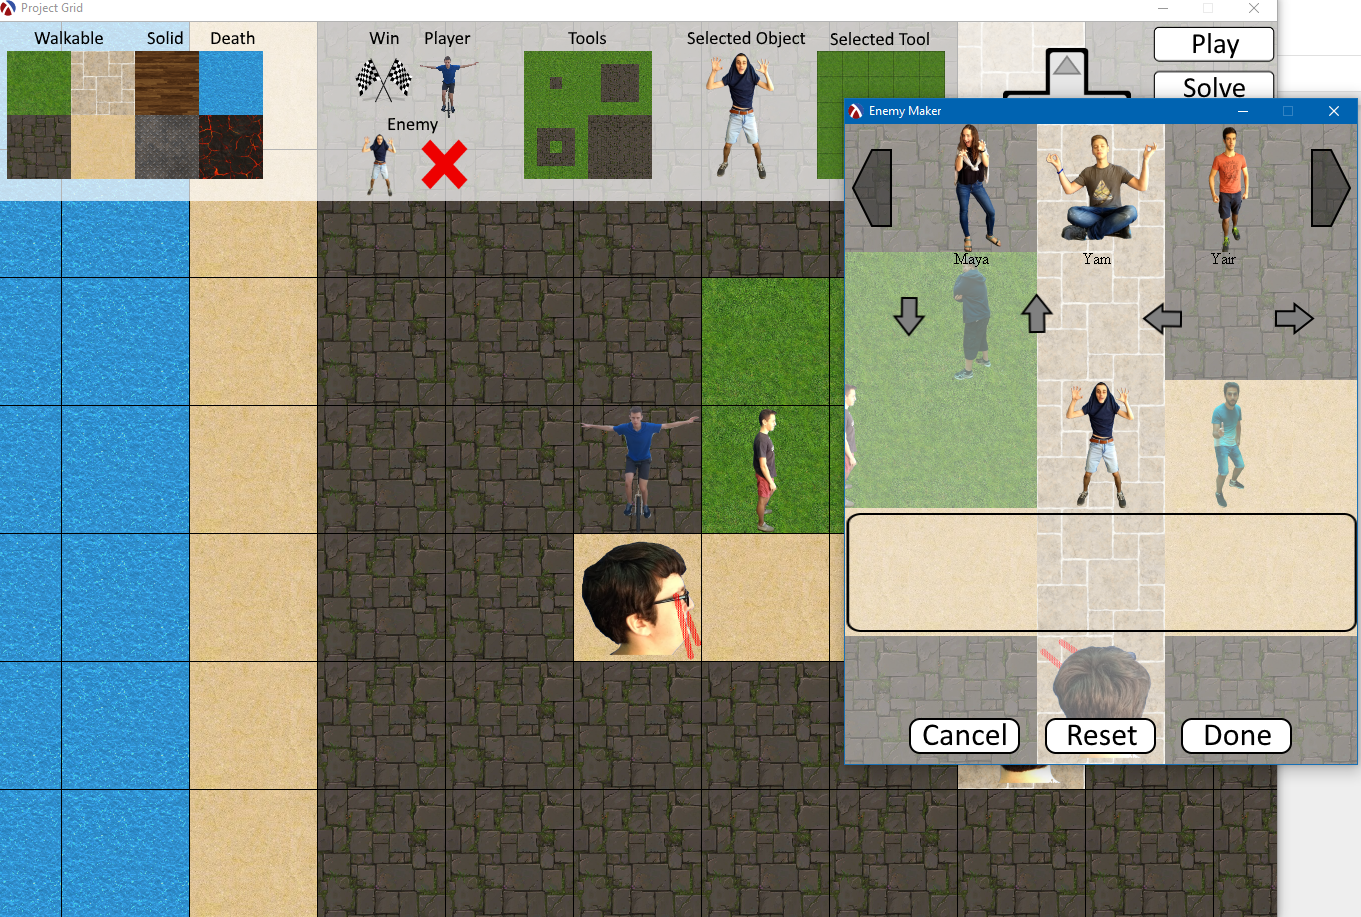 Project Grid
Walkable Solid Death Win Player Tools Selected Object Selected Tool Play
Solve
Enemy
Enemy Maker
Maya Yam Yair
Cancel Reset Done